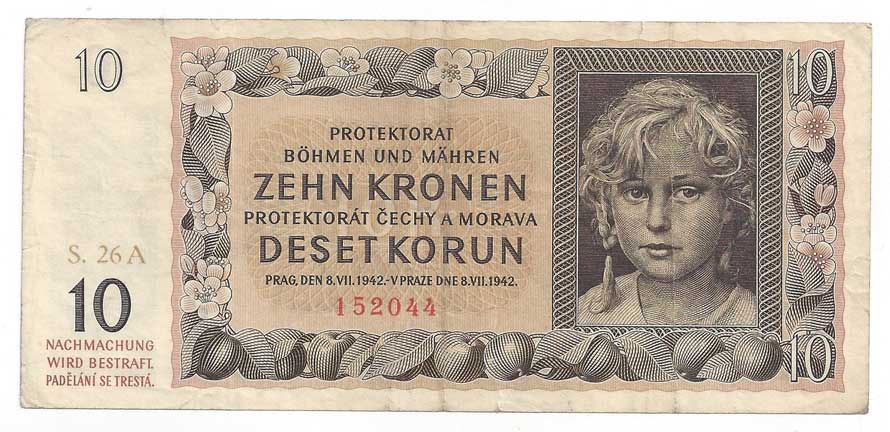 10
10
PROTEKTORAT
BÖHMEN UND MÄHREN
ZEHN KRONEN
PROTEKTORÁT ČECHY A MORAVA
DESET KORUN
PRAG, DEN 8.VII.1942.-V PRAZE DNE 8.VII.1942.
152044
S. 26 A
10
NACHMACHUNG
WIRD BESTRAFT.
PADĚLÁNÍ SE TRESTÁ.
10